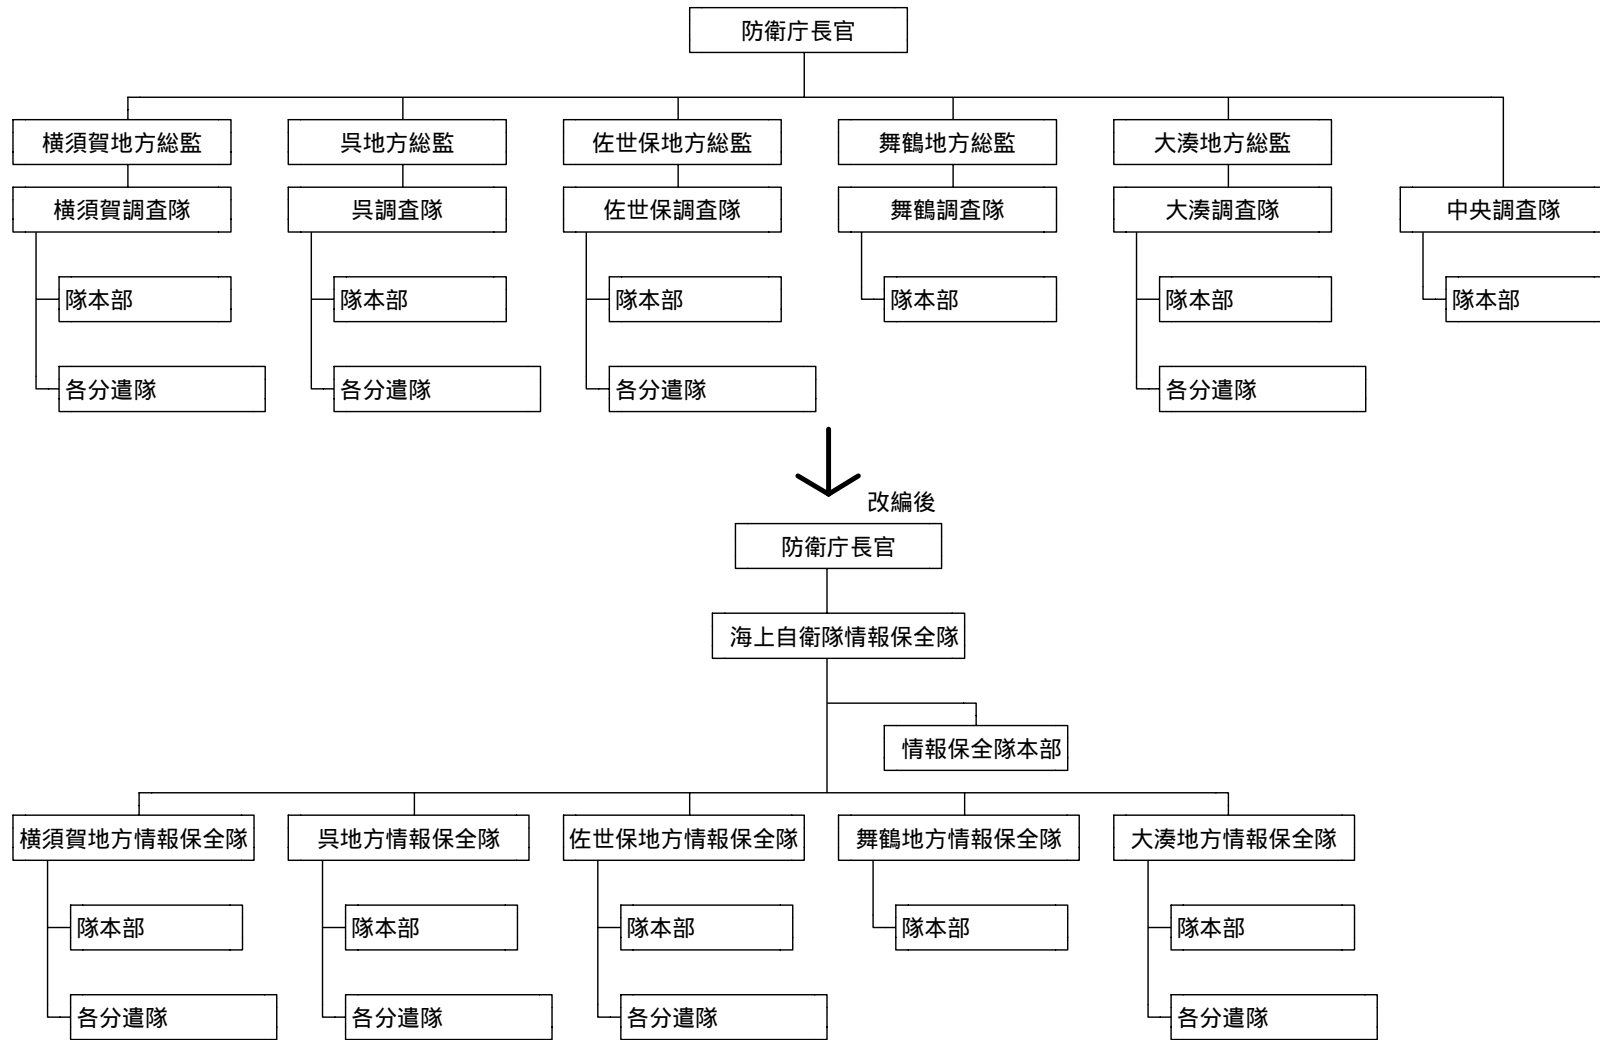 防衛庁長官
横須賀地方総監
呉地方総監
佐世保地方総監
舞鶴地方総監
大湊地方総監
横須賀調査隊
呉調査隊
佐世保調査隊
舞鶴調査隊
大湊調査隊
中央調査隊
隊本部
隊本部
隊本部
隊本部
隊本部
隊本部
各分遣隊
各分遣隊
各分遣隊
各分遣隊
改編後
防衛庁長官
海上自衛隊情報保全隊
情報保全隊本部
横須賀地方情報保全隊
呉地方情報保全隊
佐世保地方情報保全隊
舞鶴地方情報保全隊
大湊地方情報保全隊
隊本部
隊本部
隊本部
隊本部
隊本部
各分遣隊
各分遣隊
各分遣隊
各分遣隊